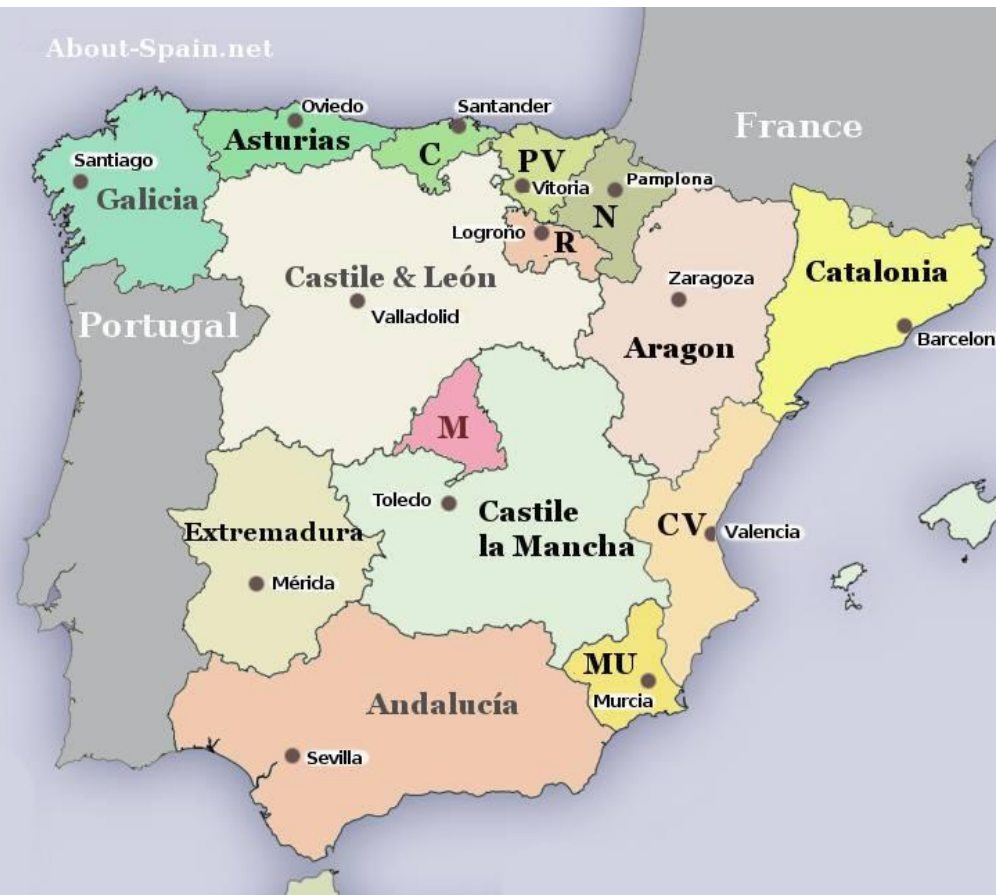 About-Spain.net
Oviedo
Santander
Asturias
C
PV
France
Santiago
Vitoria
Pamplona
Galicia
N
Logroño
R
Castile & León
Zaragoza
Catalonia
Valladolid
Portugal
Barcelon
Aragon
M
Toledo
Castile
la Mancha
CV
Valencia
Extremadura
Mérida
MU
Murcia
Andalucía
Sevilla